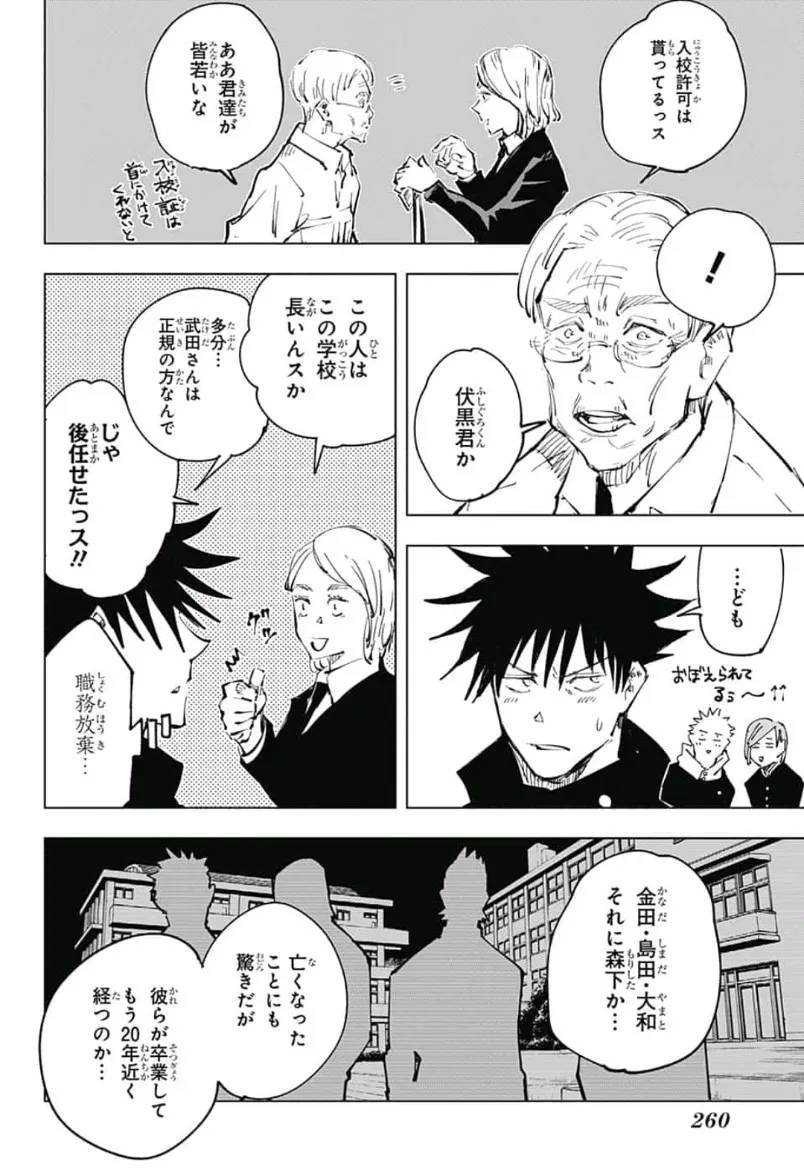 入校許可は
貰ってるっス
ああ君達が
皆若いな
入校証は
首にかけて
くれないと
！
伏黒君か
この人は
この学校
長いんスか
多分…
武田さんは
正規の方なんで
じゃ
後任せたっス!!
グッ
職務放棄…
…ども
おぼえられて
るぅ〜↑↑
金田・島田・大和
それに森下か…
亡くなった
ことにも
驚きだが
彼らが卒業して
もう20年近く
経つのか…
260